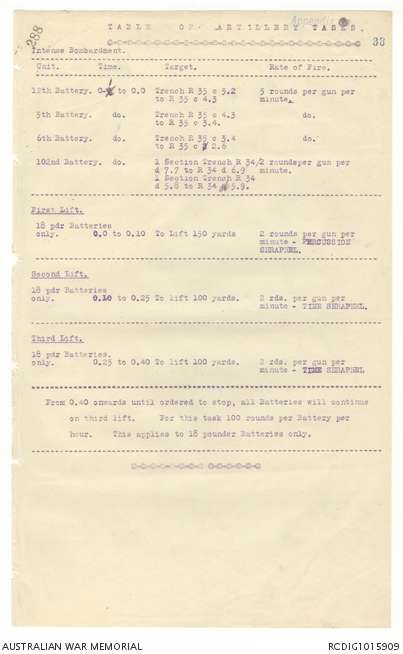 288
Appendix
TABLE OF ARTILLERY TASKS.
33
Intense Bombardment.
Unit. Time. Target. Rate of Fire.
12th Battery. 0- to 0.0 Trench R 35 c 5.2 5 rounds per gun per
to R 35 c 4.3 minute.
5th Battery. do. Trench R 35 c 4.3 do.
to R 35 c 3.4.
6th Battery. do. Trench R 35 c 3.4 do.
to R 35 c 2.6
102nd Battery. do. 1 Section Trench R 34/2 roundsper gun per
d 7.7 to R 34 d 6.9 minute.
1 Section Trench R 34
d 5.8 to R 34 5.9.
First Lift.
18 pdr Batteries
only. 0.0 to 0.10 To Lift 150 yards 2 rounds per gun per
minute - PERCUSSION
SHRAPNEL.
Second Lift.
18 pdr Batteries
only. 0.10 to 0.25 To lift 100 yards. 2 rds. per gun per
minute - TIME SHRAPNEL.
Third Lift.
18 pdr Batteries
only. 0.25 to 0.40 To lift 100 yards. 2 rds. per gun per
minute - TIME SHRAPNEL
From 0.40 onwards until ordered to stop, all Batteries will continue
on third lift. For this task 100 rounds per Battery per
hour. This applies to 18 pounder Batteries only.
AUSTRALIAN WAR MEMORIAL
RCDIG1015909